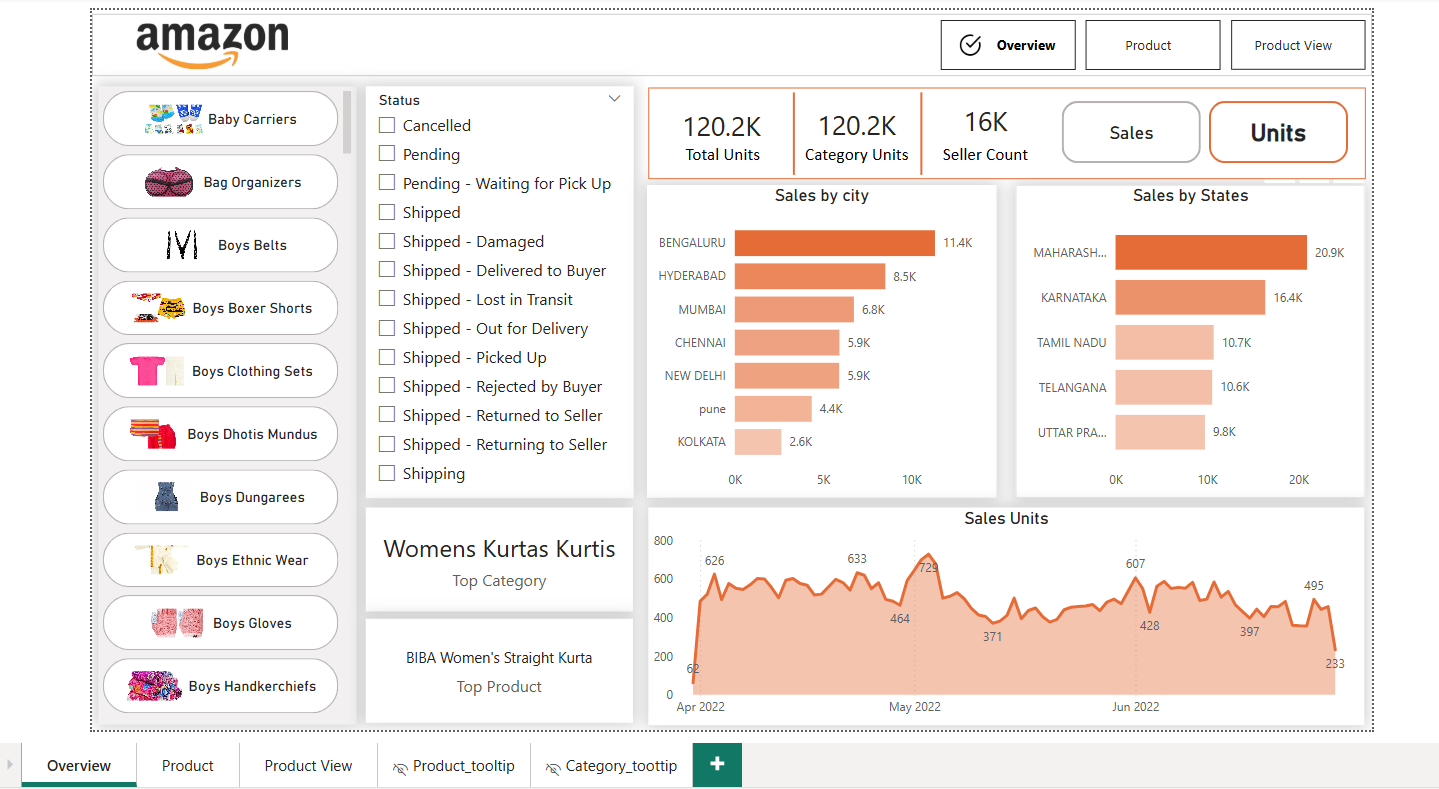 amazon
Overview
Product
Product View
Baby Carriers
Bag Organizers
Boys Belts
Boys Boxer Shorts
Boys Clothing Sets
Boys Dhotis Mundus
Boys Dungarees
Boys Ethnic Wear
Boys Gloves
Boys Handkerchiefs
Status
Cancelled
Pending
Pending - Waiting for Pick Up
Shipped
Shipped - Damaged
Shipped - Delivered to Buyer
Shipped - Lost in Transit
Shipped - Out for Delivery
Shipped - Picked Up
Shipped - Rejected by Buyer
Shipped - Returned to Seller
Shipped - Returning to Seller
Shipping
Womens Kurtas Kurtis
Top Category
BIBA Women's Straight Kurta
Top Product
120.2K
Total Units
120.2K
Category Units
16K
Seller Count
Sales
Units
Sales by city
BENGALURU 11.4K
HYDERABAD 8.5K
MUMBAI 6.8K
CHENNAI 5.9K
NEW DELHI 5.9K
pune 4.4K
KOLKATA 2.6K
0K 5K 10K
Sales by States
MAHARASH... 20.9K
KARNATAKA 16.4K
TAMIL NADU 10.7K
TELANGANA 10.6K
UTTAR PRA... 9.8K
0K 10K 20K
Sales Units
800
600
400
200
0
62
626
633
464
729
371
607
428
397
495
233
Apr 2022 May 2022 Jun 2022
Overview
Product
Product View
Product_tooltip
Category_toottip